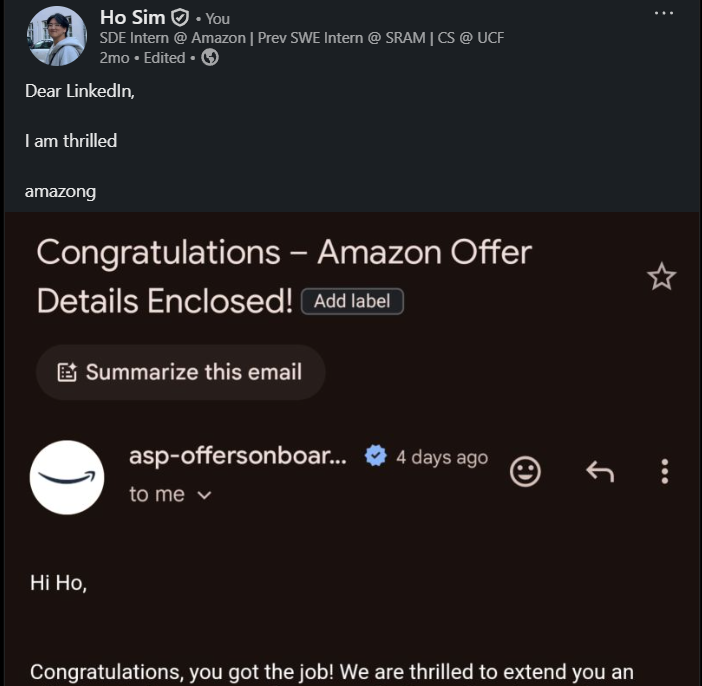 Ho Sim • You
SDE Intern @ Amazon | Prev SWE Intern @ SRAM | CS @ UCF
2mo • Edited •
Dear LinkedIn,
I am thrilled
amazong
Congratulations – Amazon Offer
Details Enclosed! Add label
Summarize this email
asp-offersonboar... 4 days ago
to me
Hi Ho,
Congratulations, you got the job! We are thrilled to extend you an